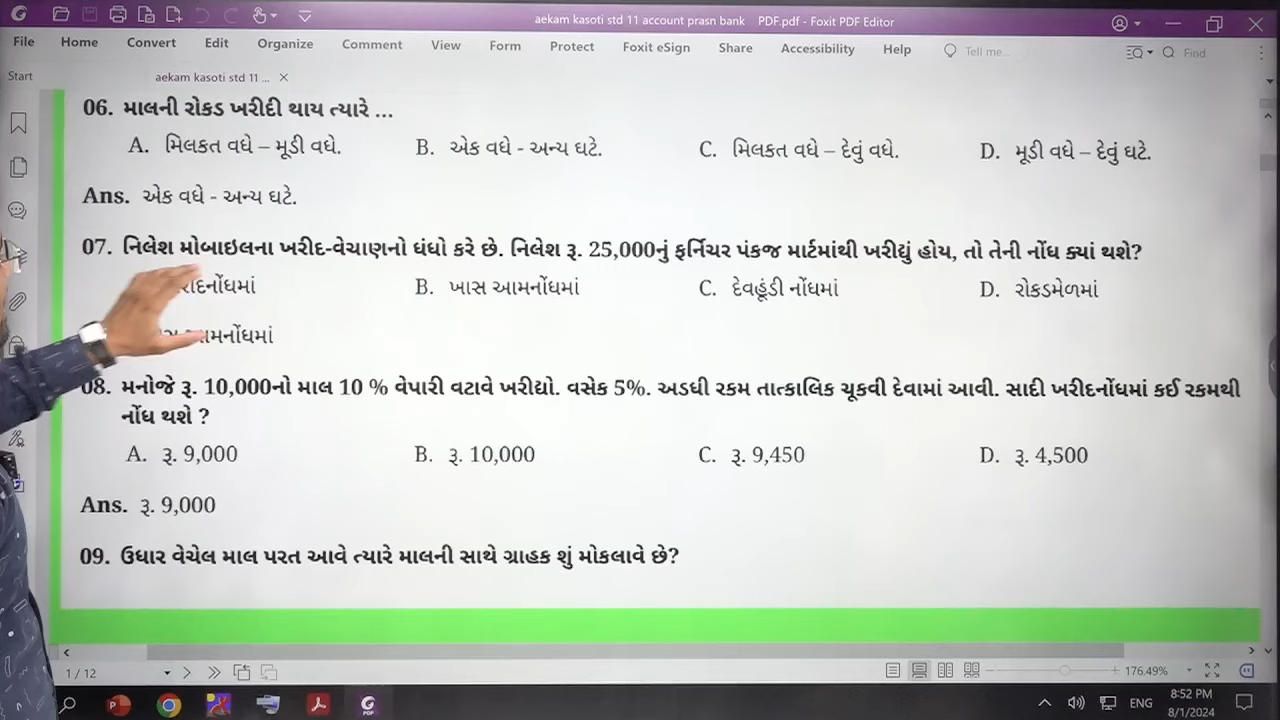 aekam kasoti std 11 account prasn bank PDF.pdf - Foxit PDF Editor
File Home Convert Edit Organize Comment View Form Protect Foxit eSign Share Accessibility Help Tell me... Find
Start aekam kasoti std 11 ...
06. માલની રોકડ ખરીદી થાય ત્યારે ...
A. મિલકત વધે – મૂડી વધે. B. એક વધે - અન્ય ઘટે. C. મિલકત વધે – દેવું વધે. D. મૂડી વધે – દેવું ઘટે.
Ans. એક વધે - અન્ય ઘટે.
07. નિલેશ મોબાઇલના ખરીદ-વેચાણનો ધંધો કરે છે. નિલેશ રૂ. 25,000નું ફર્નિચર પંકજ માર્ટમાંથી ખરીદ્યું હોય, તો તેની નોંધ ક્યાં થશે?
B. ખાસ આમનોંધમાં C. દેવહૂંડી નોંધમાં D. રોકડમેળમાં
08. મનોજે રૂ. 10,000નો માલ 10 % વેપારી વટાવે ખરીદ્યો. વસેક 5%. અડધી રકમ તાત્કાલિક ચૂકવી દેવામાં આવી. સાદી ખરીદનોંધમાં કઈ રકમથી
નોંધ થશે ?
A. રૂ. 9,000 B. રૂ. 10,000 C. રૂ. 9,450 D. રૂ. 4,500
Ans. રૂ. 9,000
09. ઉધાર વેચેલ માલ પરત આવે ત્યારે માલની સાથે ગ્રાહક શું મોકલાવે છે?
1 / 12 176.49%
ENG 8:52 PM
8/1/2024